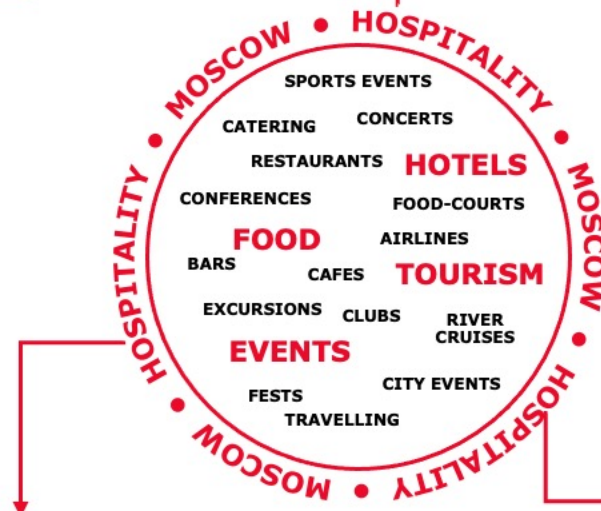 MOSCOW • HOSPITALITY • MOSCOW • HOSPITALITY • MOSCOW • HOSPITALITY •
SPORTS EVENTS
CONCERTS
CATERING
RESTAURANTS
HOTELS
CONFERENCES
FOOD-COURTS
FOOD
AIRLINES
BARS
CAFES
TOURISM
EXCURSIONS
CLUBS
RIVER
CRUISES
EVENTS
CITY EVENTS
FESTS
TRAVELLING